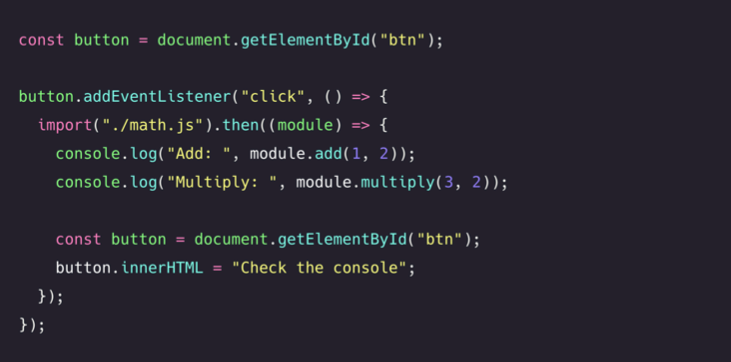 const button = document.getElementById("btn");
button.addEventListener("click", () => {
import("./math.js").then((module) => {
console.log("Add: ", module.add(1, 2));
console.log("Multiply: ", module.multiply(3, 2));
const button = document.getElementById("btn");
button.innerHTML = "Check the console";
});
});